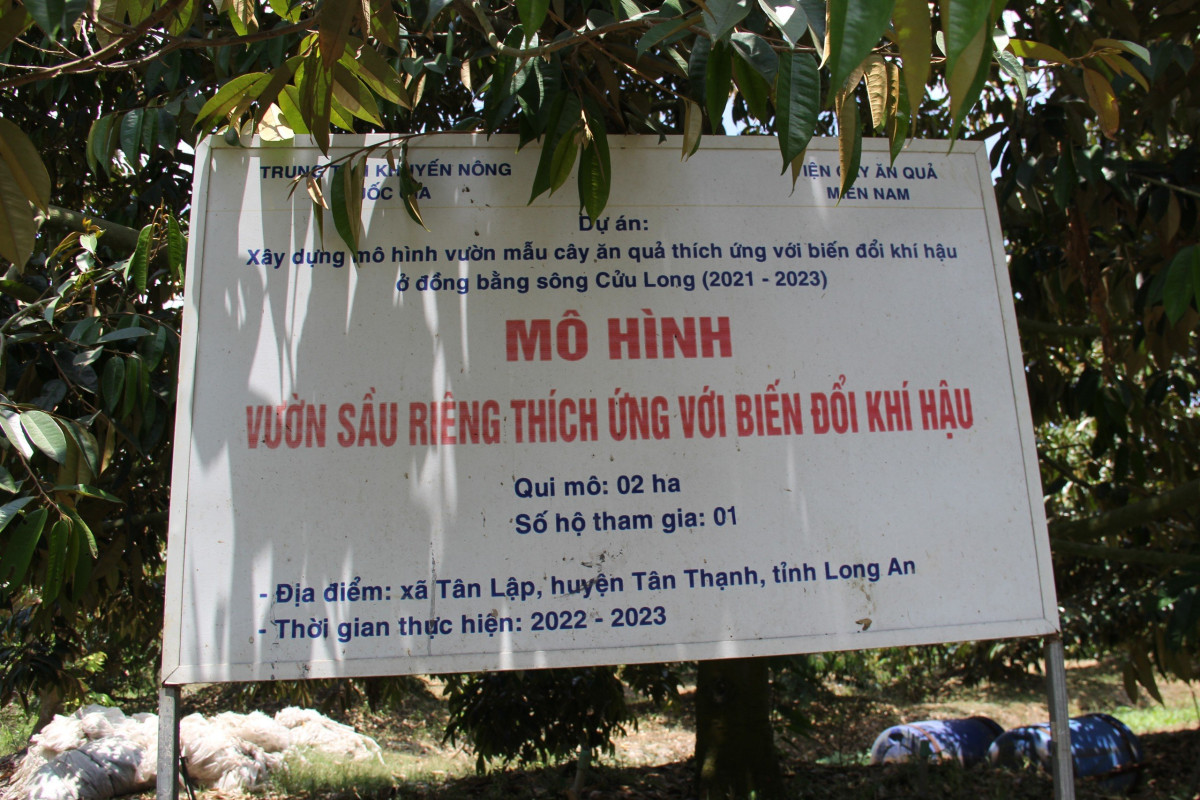 TRUNG KHUYẾN NÔNG
VIỆN CÂY ĂN QUẢ
MIỀN NAM
Dự án:
Xây dựng mô hình vườn mẫu cây ăn quả thích ứng với biến đổi khí hậu
ở đồng bằng sông Cửu Long (2021 - 2023)
MÔ HÌNH
VƯỜN SẦU RIÊNG THÍCH ỨNG VỚI BIẾN ĐỔI KHÍ HẬU
Qui mô: 02 ha
Số hộ tham gia: 01
- Địa điểm: xã Tân Lập, huyện Tân Thạnh, tỉnh Long An
- Thời gian thực hiện: 2022 - 2023